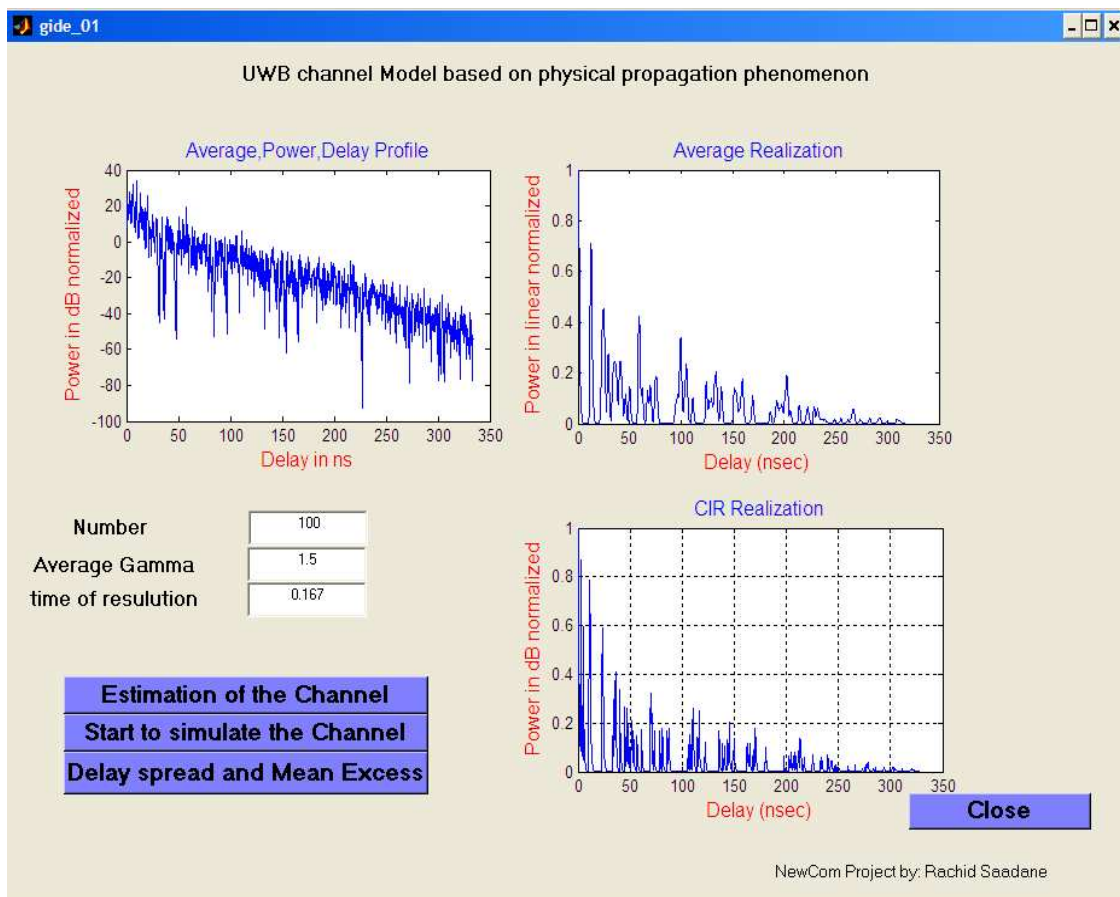 gide_01
UWB channel Model based on physical propagation phenomenon
Average,Power,Delay Profile
Power in dB normalized
40
20
0
-20
-40
-60
-80
-100
0 50 100 150 200 250 300 350
Delay in ns
Average Realization
Power in linear normalized
1
0.8
0.6
0.4
0.2
0
0 50 100 150 200 250 300 350
Delay (nsec)
Number 100
Average Gamma 1.5
time of resulution 0.167
CIR Realization
Power in dB normalized
1
0.8
0.6
0.4
0.2
0
0 50 100 150 200 250 300 350
Delay (nsec)
Estimation of the Channel
Start to simulate the Channel
Delay spread and Mean Excess
Close
NewCom Project by: Rachid Saadane